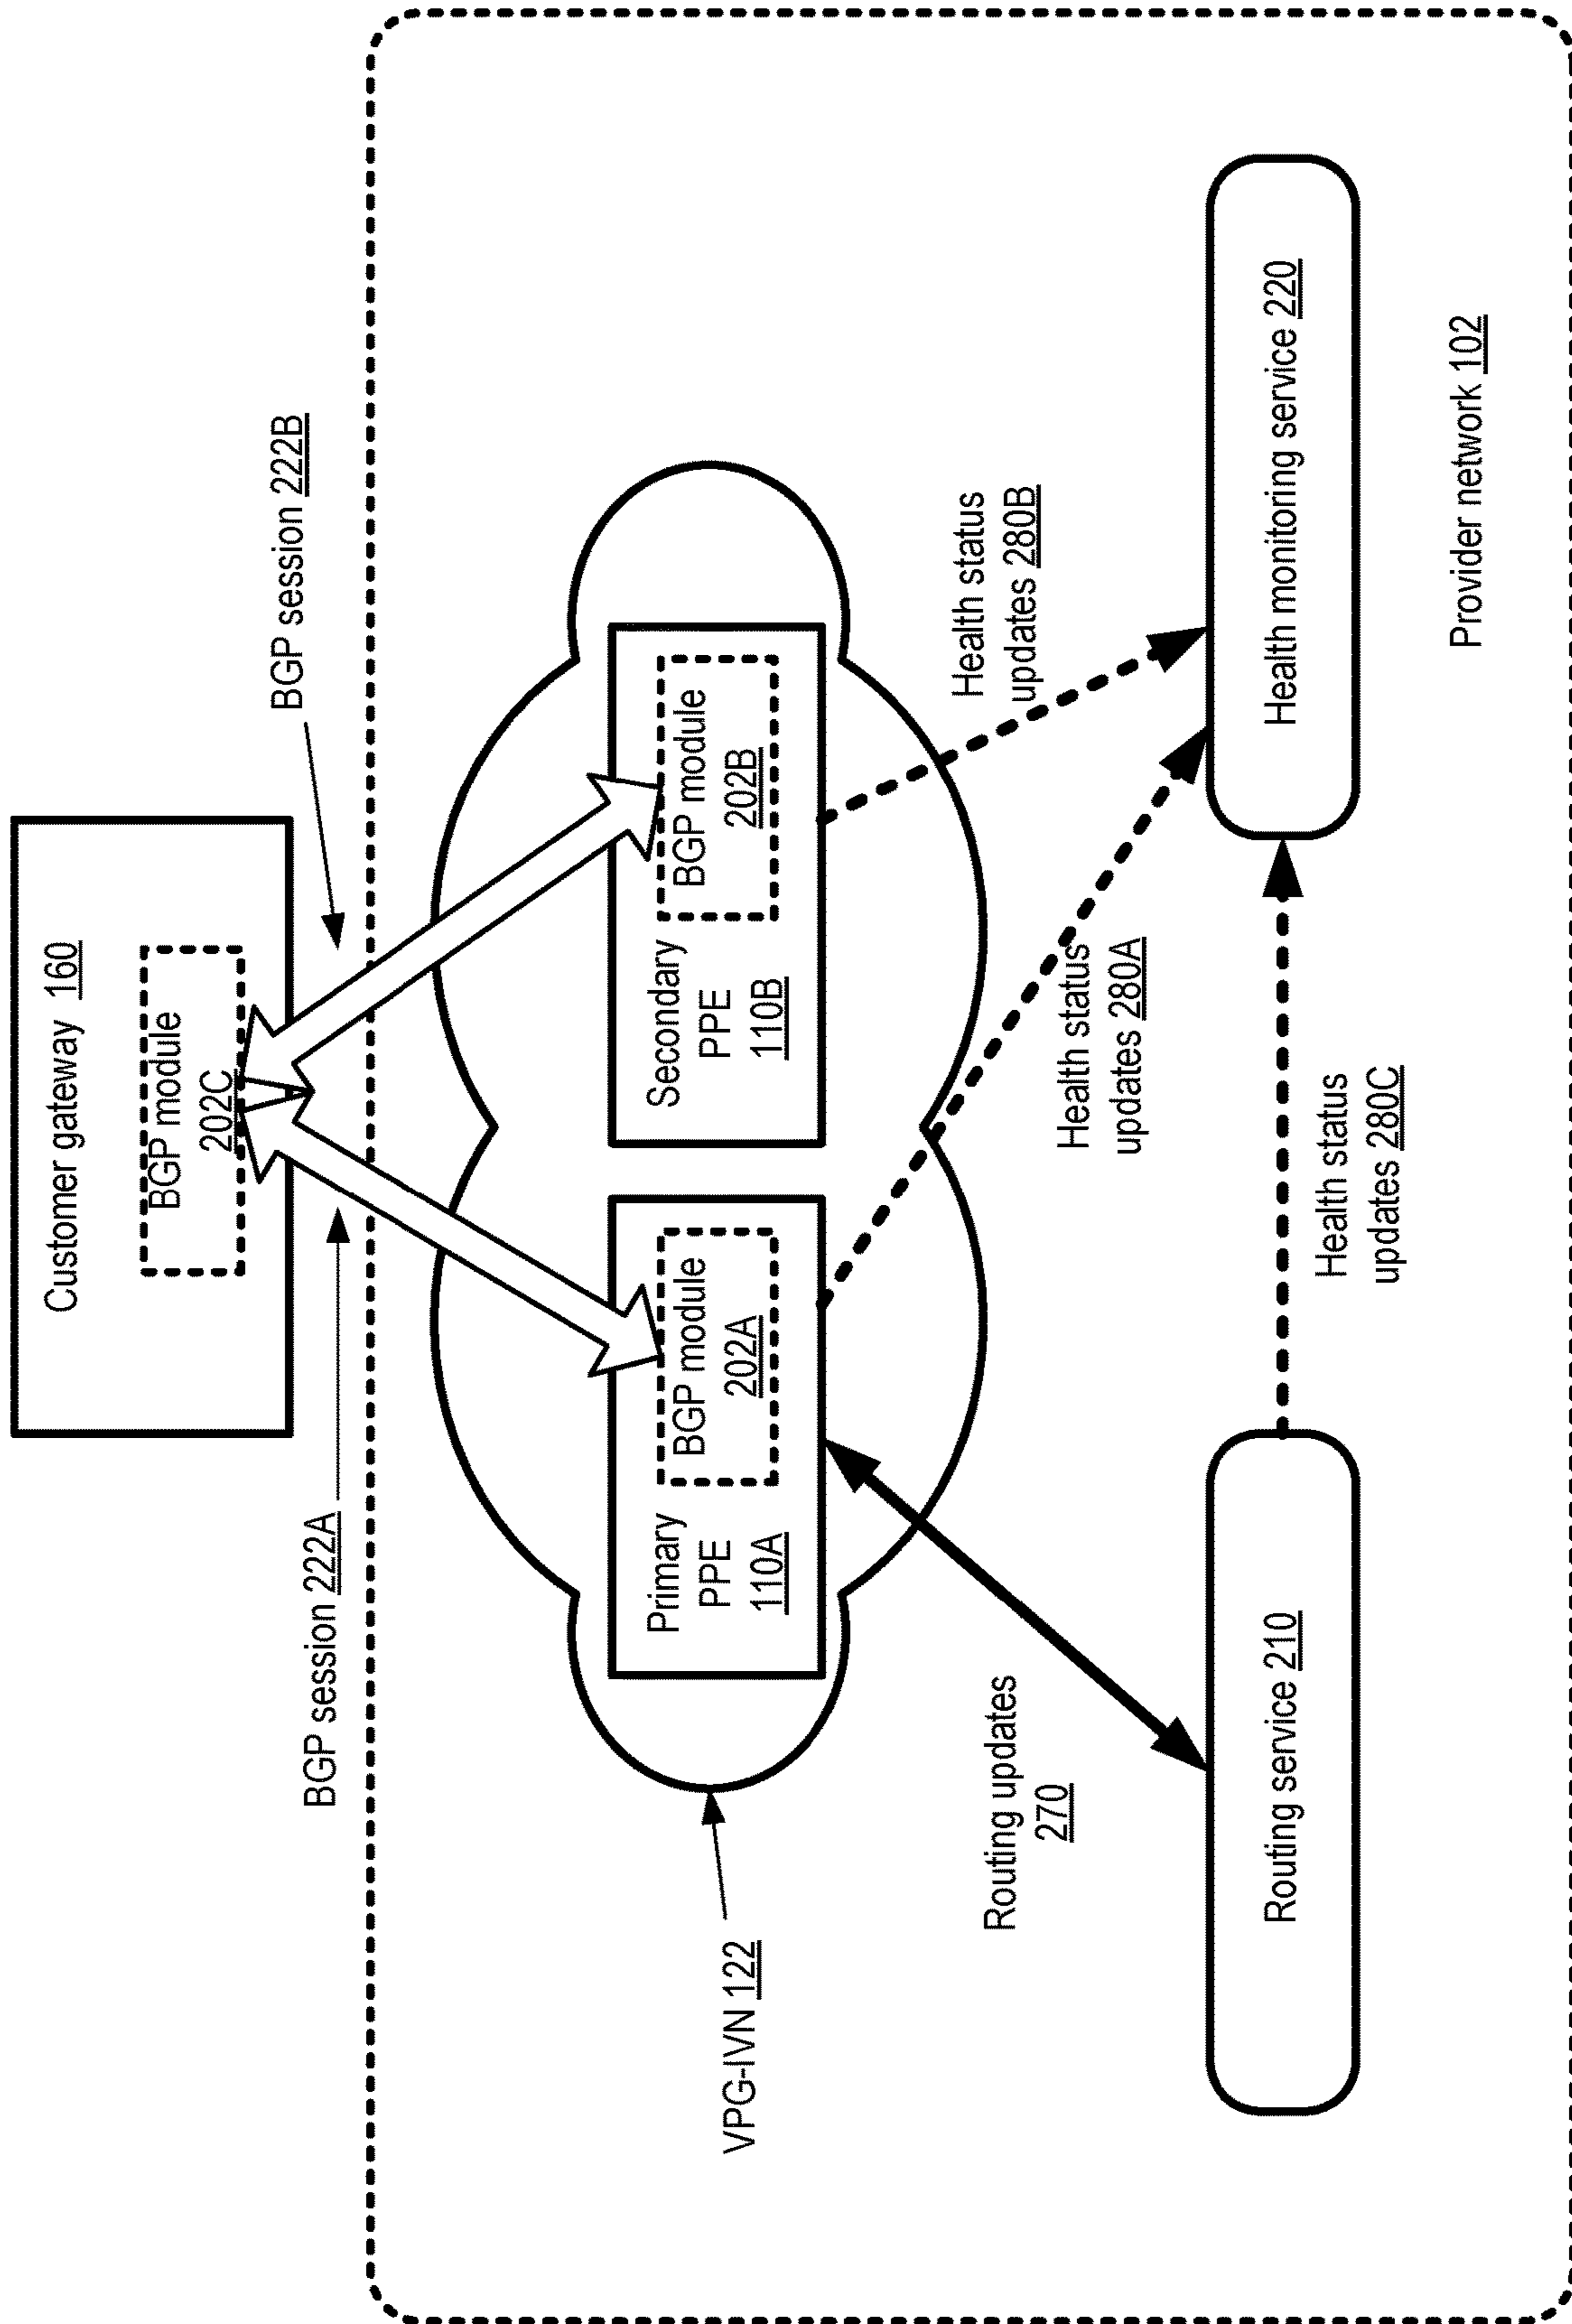 Customer gateway 160
BGP module
202C
BGP session 222A
BGP session 222B
VPG-IVN 122
Primary
PPE
110A
BGP module
202A
Secondary
PPE
110B
BGP module
202B
Routing updates
270
Health status
updates 280A
Health status
updates 280B
Routing service 210
Health status
updates 280C
Health monitoring service 220
Provider network 102